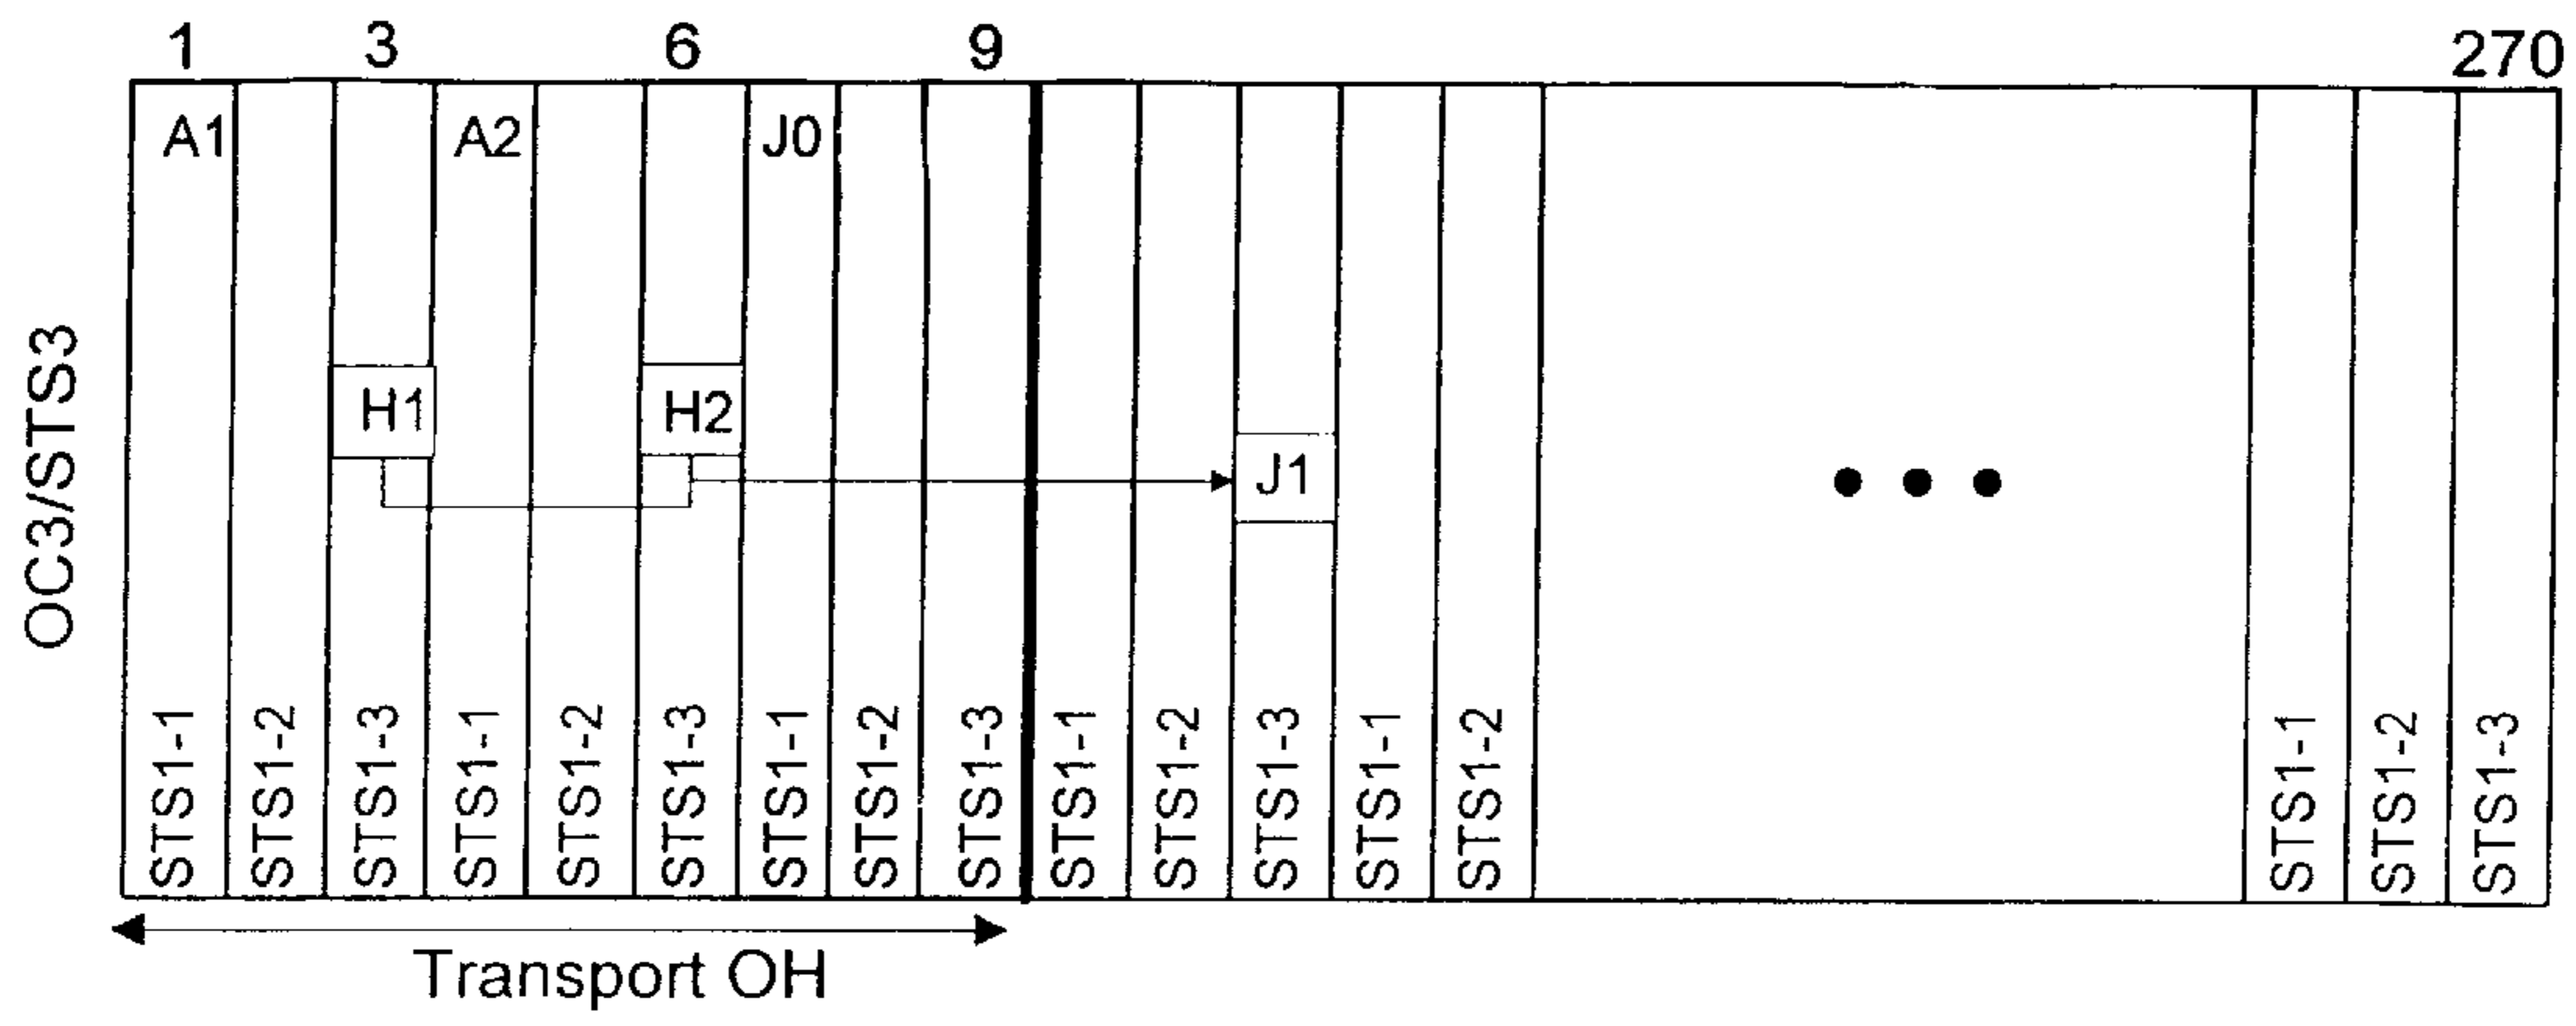 1 3 6 9 270
A1 A2 J0
H1 H2
J1
OC3/STS3
STS1-1 STS1-2 STS1-3 STS1-1 STS1-2 STS1-3 STS1-1 STS1-2 STS1-3 STS1-1 STS1-2 STS1-3 STS1-1 STS1-2 STS1-1 STS1-2 STS1-3
Transport OH